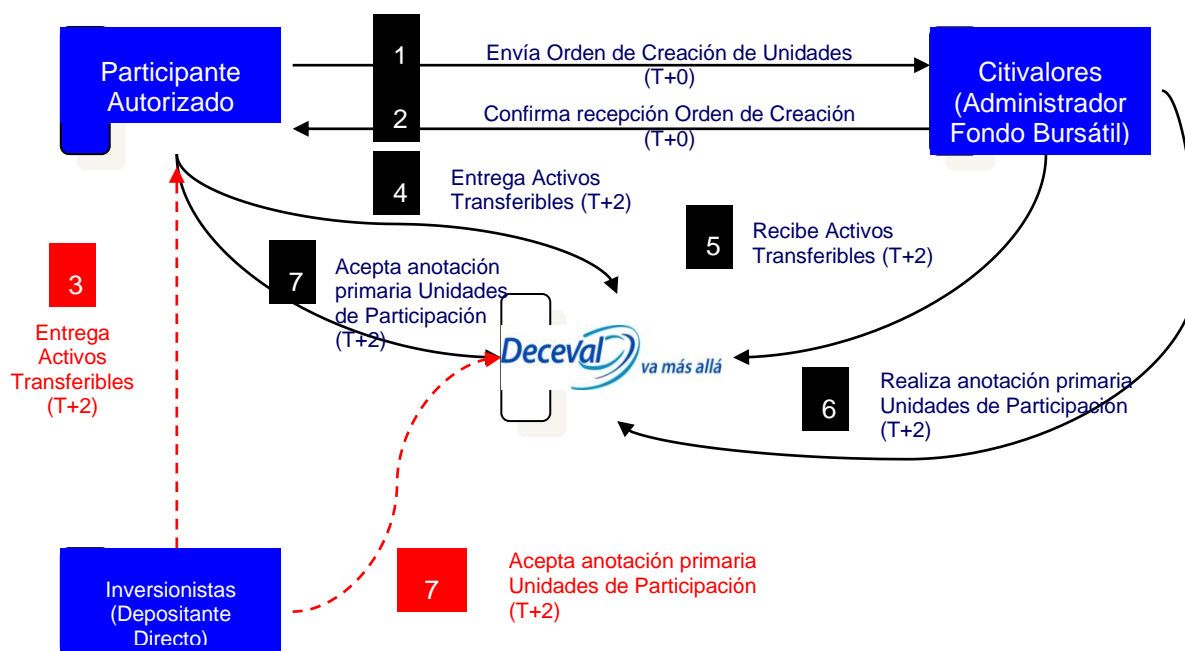 Participante
Autorizado
1
Envía Orden de Creación de Unidades
(T+0)
2
Confirma recepción Orden de Creación
(T+0)
Citivalores
(Administrador
Fondo Bursátil)
4
Entrega Activos
Transferibles (T+2)
5
Recibe Activos
Transferibles (T+2)
3
Entrega
Activos
Transferibles
(T+2)
7
Acepta anotación
primaria Unidades
de Participación
(T+2)
Deceval
va más allá
6
Realiza anotación primaria
Unidades de Participación
(T+2)
Inversionistas
(Depositante
Directo)
7
Acepta anotación primaria
Unidades de Participación
(T+2)